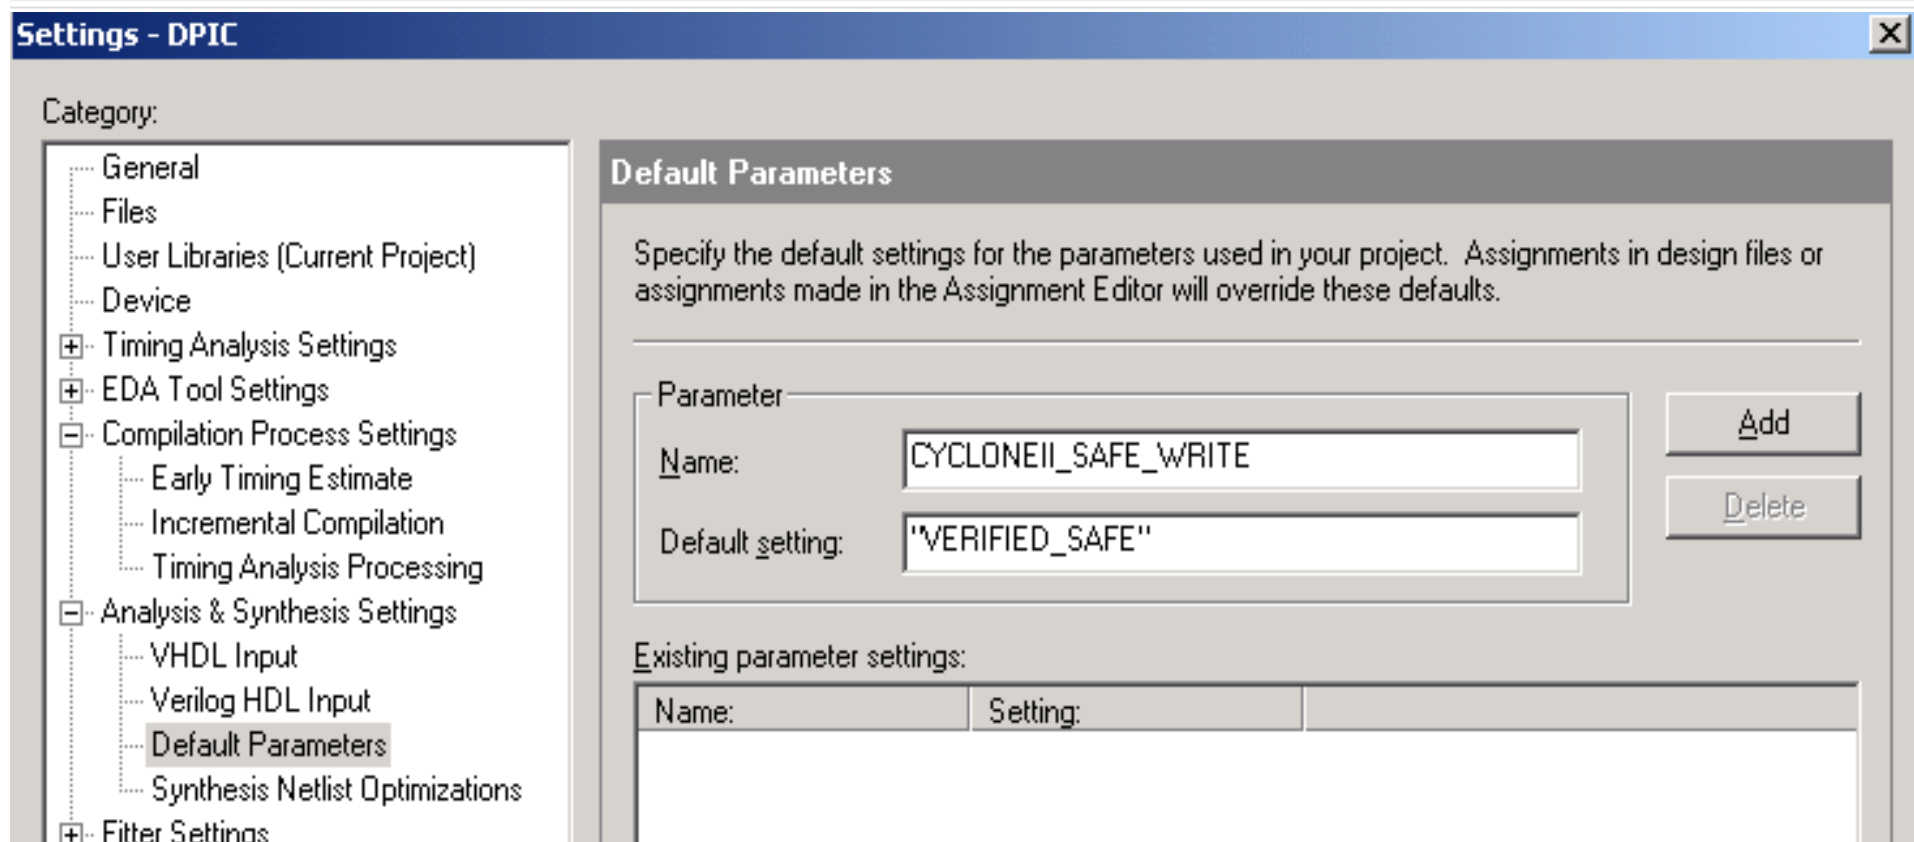 Settings - DPIC
Category:
General
Files
User Libraries (Current Project)
Device
Timing Analysis Settings
EDA Tool Settings
Compilation Process Settings
Early Timing Estimate
Incremental Compilation
Timing Analysis Processing
Analysis & Synthesis Settings
VHDL Input
Verilog HDL Input
Default Parameters
Synthesis Netlist Optimizations
Fitter Settings
Default Parameters
Specify the default settings for the parameters used in your project. Assignments in design files or
assignments made in the Assignment Editor will override these defaults.
Parameter
Name: CYCLONEII_SAFE_WRITE
Default setting: "VERIFIED_SAFE"
Add
Delete
Existing parameter settings:
Name: Setting: